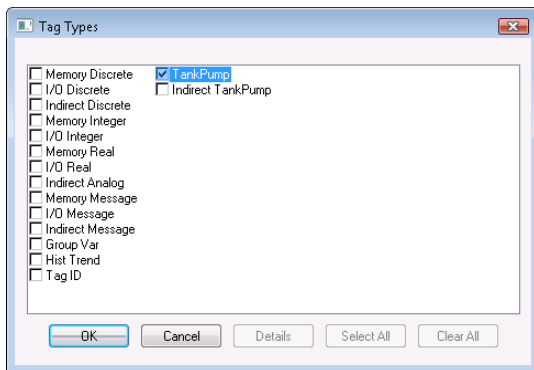 Tag Types
Memory Discrete
I/O Discrete
Indirect Discrete
Memory Integer
I/O Integer
Memory Real
I/O Real
Indirect Analog
Memory Message
I/O Message
Indirect Message
Group Var
Hist Trend
Tag ID
TankPump
Indirect TankPump
OK
Cancel
Details
Select All
Clear All